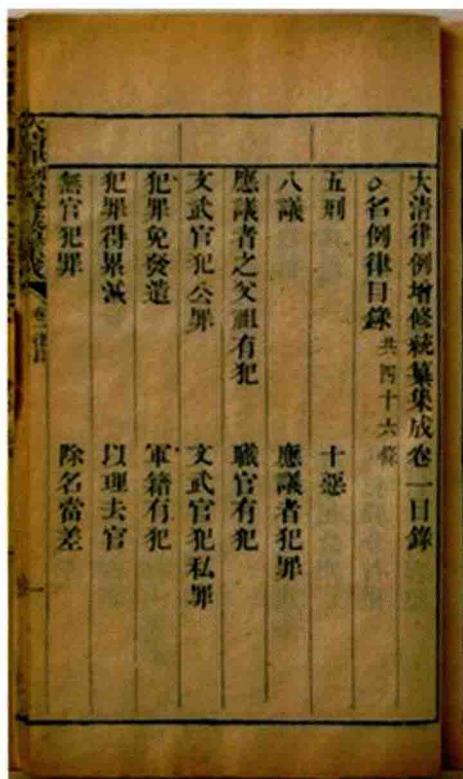 大清律例增修統纂集成卷一目錄
名例律目錄 共四十六條
五刑 十惡
八議 應議者犯罪
應議者之父祖有犯 職官有犯
文武官犯公罪 文武官犯私罪
犯罪免發遣 軍籍有犯
犯罪得累減 以理去官
無官犯罪 除名當差
卷一律目